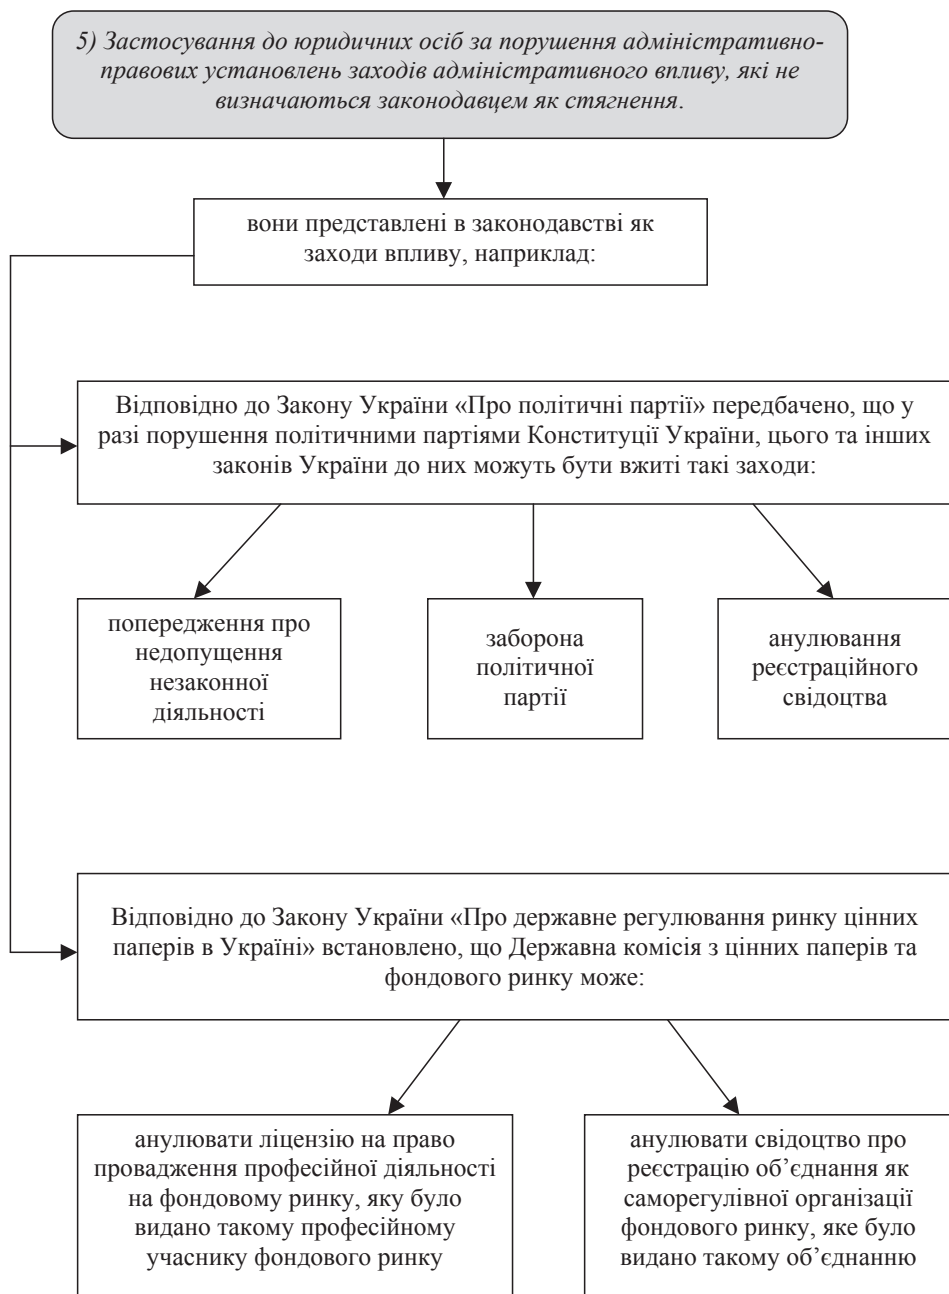 5) Застосування до юридичних осіб за порушення адміністративно-
правових установлень заходів адміністративного впливу, які не
визначаються законодавцем як стягнення.
вони представлені в законодавстві як
заходи впливу, наприклад:
Відповідно до Закону України «Про політичні партії» передбачено, що у
разі порушення політичними партіями Конституції України, цього та інших
законів України до них можуть бути вжиті такі заходи:
попередження про
недопущення
незаконної
діяльності
заборона
політичної
партії
анулювання
реєстраційного
свідоцтва
Відповідно до Закону України «Про державне регулювання ринку цінних
паперів в Україні» встановлено, що Державна комісія з цінних паперів та
фондового ринку може:
анулювати ліцензію на право
провадження професійної діяльності
на фондовому ринку, яку було
видано такому професійному
учаснику фондового ринку
анулювати свідоцтво про
реєстрацію об’єднання як
саморегулівної організації
фондового ринку, яке було
видано такому об’єднанню